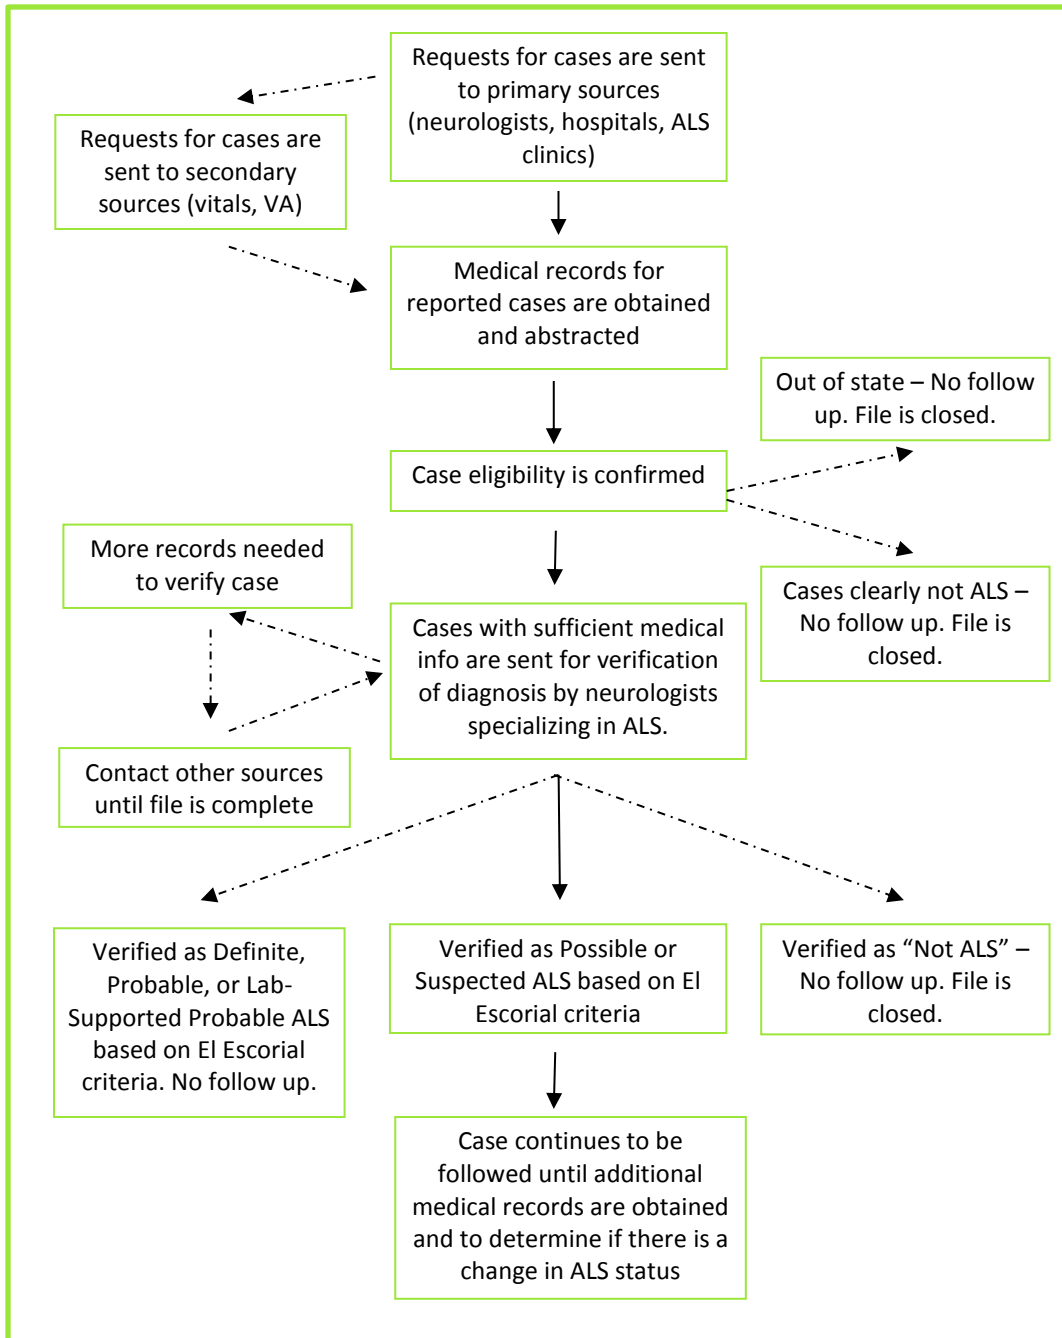 Requests for cases are sent
to primary sources
(neurologists, hospitals, ALS
clinics)
Requests for cases are
sent to secondary
sources (vitals, VA)
Medical records for
reported cases are obtained
and abstracted
Out of state – No follow
up. File is closed.
Case eligibility is confirmed
More records needed
to verify case
Cases clearly not ALS –
No follow up. File is
closed.
Cases with sufficient medical
info are sent for verification
of diagnosis by neurologists
specializing in ALS.
Contact other sources
until file is complete
Verified as Definite,
Probable, or Lab-
Supported Probable ALS
based on El Escorial
criteria. No follow up.
Verified as Possible or
Suspected ALS based on El
Escorial criteria
Verified as “Not ALS” –
No follow up. File is
closed.
Case continues to be
followed until additional
medical records are obtained
and to determine if there is a
change in ALS status